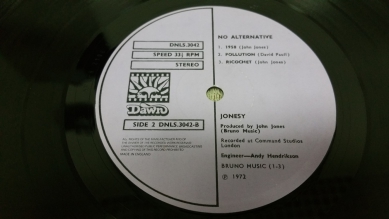 DNLS.3042
SPEED 33⅓ RPM
STEREO
Dawn
SIDE 2 DNLS.3042-B
MADE IN ENGLAND
NO ALTERNATIVE
1. 1958 (John Jones)
2. POLLUTION (David Paull)
3. RICOCHET (John Jones)
JONESY
Produced by John Jones
(Bruno Music)
Recorded at Command Studios
London
Engineer—Andy Hendriksen
BRUNO MUSIC (1-3)
℗ 1972